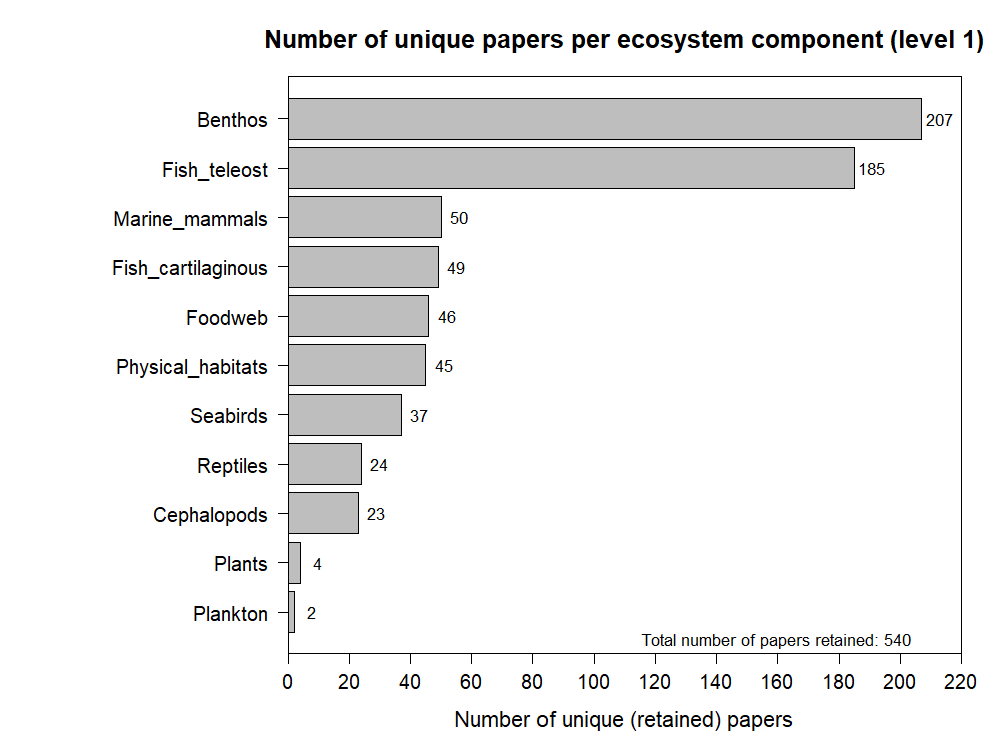 Number of unique papers per ecosystem component (level 1)
Benthos 207
Fish_teleost 185
Marine_mammals 50
Fish_cartilaginous 49
Foodweb 46
Physical_habitats 45
Seabirds 37
Reptiles 24
Cephalopods 23
Plants 4
Plankton 2
Total number of papers retained: 540
0 20 40 60 80 100 120 140 160 180 200 220
Number of unique (retained) papers